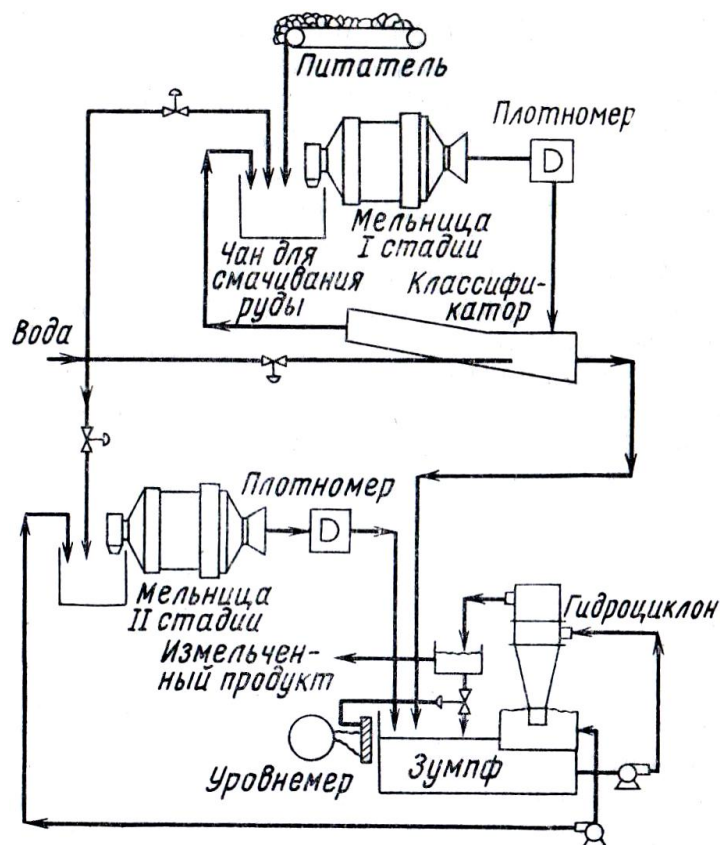 Питатель
Плотномер
D
Мельница
I стадии
Чан для
смачивания
руды
Классифи-
катор
Вода
Плотномер
D
Мельница
II стадии
Гидроциклон
Измельчен-
ный продукт
Уровнемер
Зумпф